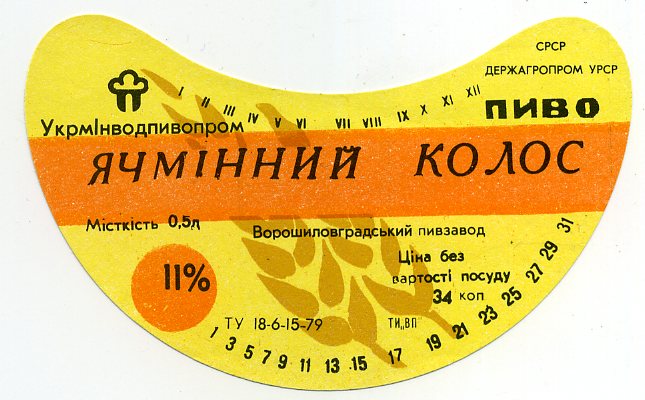 СРСР
ДЕРЖАГРОПРОМ УРСР
I II III IV V VI VII VIII IX X XI XII
ПИВО
Укрмінводпивопром
ЯЧМІННИЙ КОЛОС
Місткість 0,5л
Ворошиловградський пивзавод
Ціна без
вартості посуду
34 коп
11%
ТУ 18-6-15-79
ТИ„ВП"
1 3 5 7 9 11 13 15 17 19 21 23 25 27 29 31